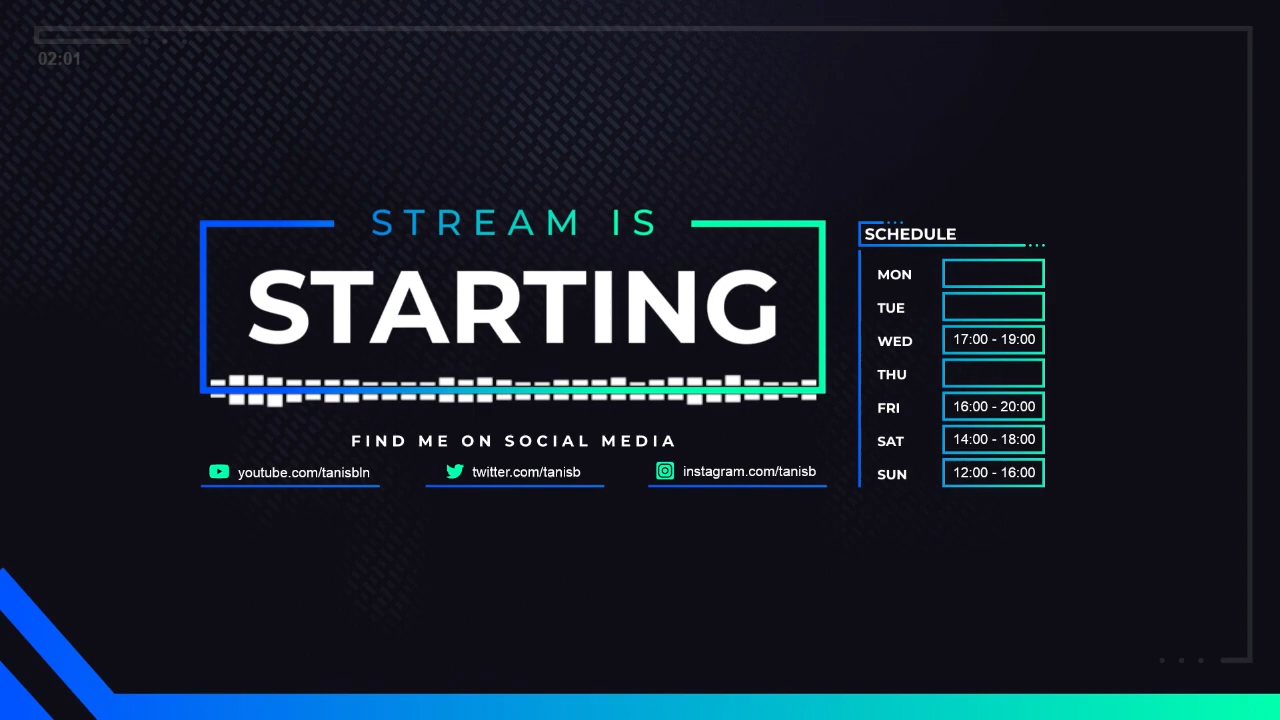 02:01
STREAM IS
STARTING
FIND ME ON SOCIAL MEDIA
youtube.com/tanisbln
twitter.com/tanisb
instagram.com/tanisb
SCHEDULE
MON
TUE
WED 17:00 - 19:00
THU
FRI 16:00 - 20:00
SAT 14:00 - 18:00
SUN 12:00 - 16:00